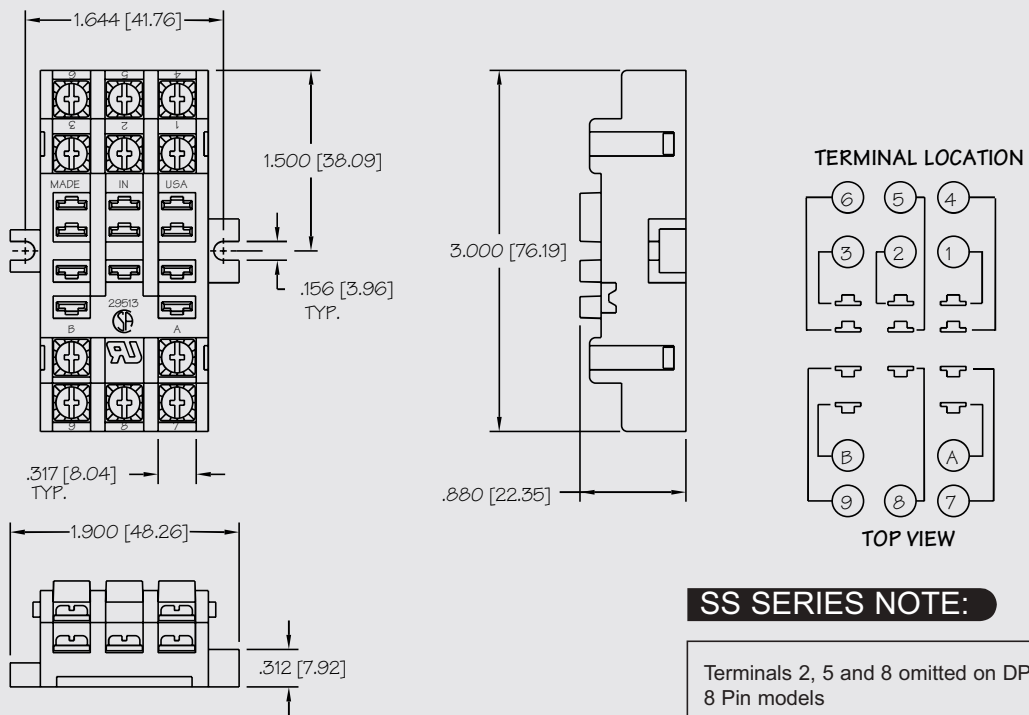 1.644 [41.76]
6 5 4
3 2 1
MADE IN USA
29513
B A
9 8 7
1.500 [38.09]
.156 [3.96]
TYP.
.317 [8.04]
TYP.
3.000 [76.19]
.880 [22.35]
TERMINAL LOCATION
6 5 4
3 2 1
B A
9 8 7
TOP VIEW
1.900 [48.26]
.312 [7.92]
SS SERIES NOTE:
Terminals 2, 5 and 8 omitted on DP
8 Pin models